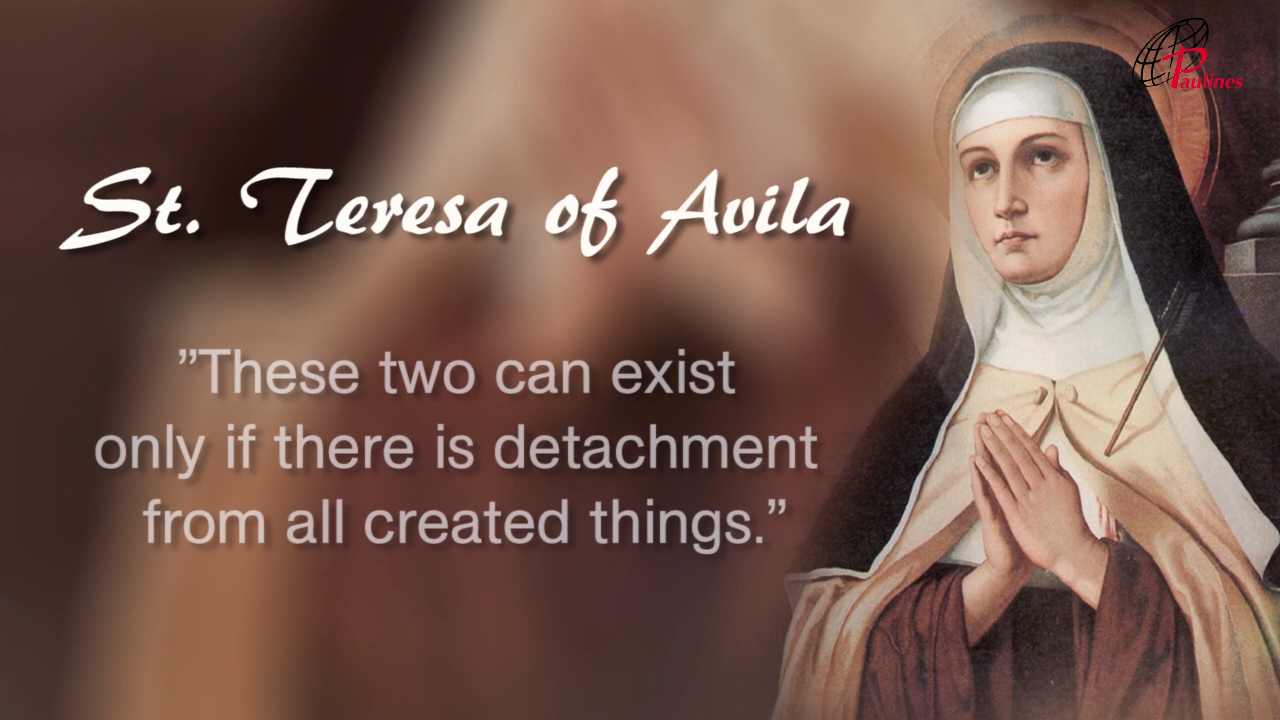 Paulines
St. Teresa of Avila
”These two can exist
only if there is detachment
from all created things.”